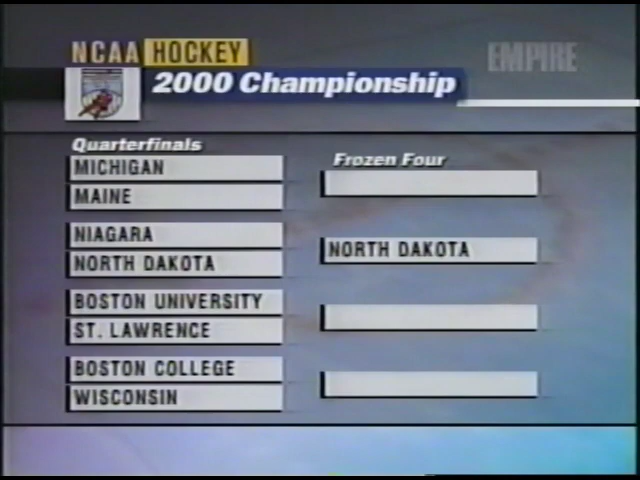 NCAA HOCKEY
EMPIRE
2000 Championship
Quarterfinals
Frozen Four
MICHIGAN
MAINE
NIAGARA
NORTH DAKOTA
NORTH DAKOTA
BOSTON UNIVERSITY
ST. LAWRENCE
BOSTON COLLEGE
WISCONSIN